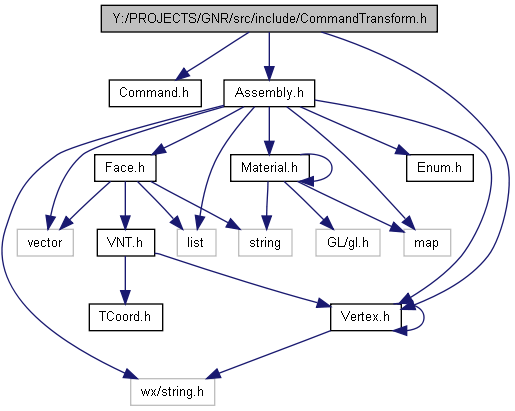 Y:/PROJECTS/GNR/src/include/CommandTransform.h
Command.h
Assembly.h
Face.h
Material.h
Enum.h
vector
VNT.h
list
string
GL/gl.h
map
TCoord.h
Vertex.h
wx/string.h